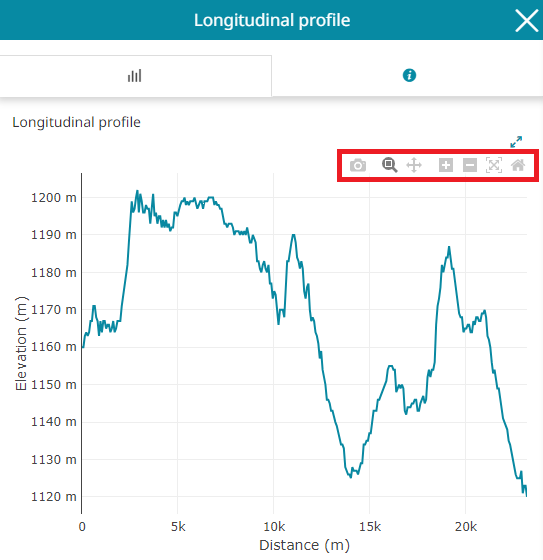 Longitudinal profile
Longitudinal profile
1200 m
1190 m
1180 m
1170 m
1160 m
1150 m
1140 m
1130 m
1120 m
Elevation (m)
0
5k
10k
15k
20k
Distance (m)